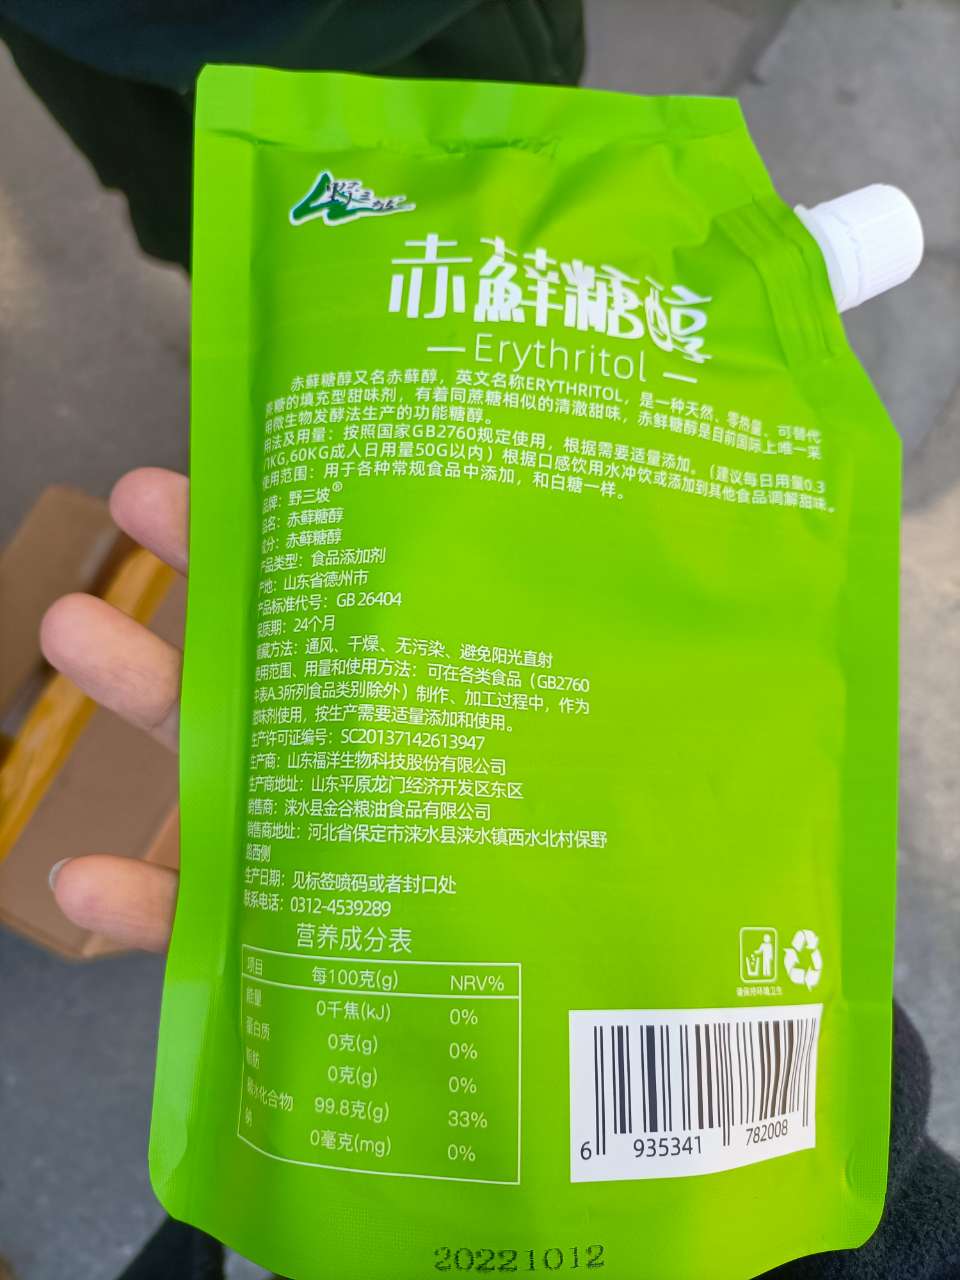 野三坡
赤藓糖醇
Erythritol
赤藓糖醇又名赤藓醇，英文名称ERYTHRITOL，是一种天然、零热量、可替代
蔗糖的填充型甜味剂，有着同蔗糖相似的清澈甜味，赤藓糖醇是目前国际上唯一采
用微生物发酵法生产的功能糖醇。
用法及用量：按照国家GB2760规定使用，根据需要适量添加。（建议每日用量0.3
/1KG,60KG成人日用量50G以内）根据口感饮用水冲饮或添加到其他食品调解甜味。
使用范围：用于各种常规食品中添加，和白糖一样。
品牌：野三坡®
品名：赤藓糖醇
成分：赤藓糖醇
产品类型：食品添加剂
产地：山东省德州市
产品标准代号：GB 26404
保质期：24个月
贮藏方法：通风、干燥、无污染、避免阳光直射
使用范围、用量和使用方法：可在各类食品（GB2760
中表A.3所列食品类别除外）制作、加工过程中，作为
甜味剂使用，按生产需要适量添加和使用。
生产许可证编号：SC20137142613947
生产商：山东福洋生物科技股份有限公司
生产商地址：山东平原龙门经济开发区东区
销售商：涞水县金谷粮油食品有限公司
销售商地址：河北省保定市涞水县涞水镇西水北村保野
路西侧
生产日期：见标签喷码或者封口处
联系电话：0312-4539289
营养成分表
项目 每100克(g) NRV%
能量 0千焦(kJ) 0%
蛋白质 0克(g) 0%
脂肪 0克(g) 0%
碳水化合物 99.8克(g) 33%
钠 0毫克(mg) 0%
请保持环境卫生
6 935341 782008
20221012